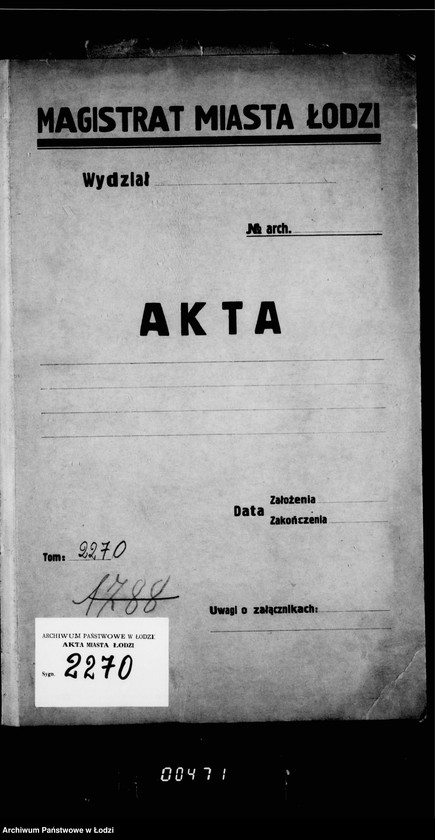 MAGISTRAT MIASTA ŁODZI
Wydział
№ arch.
AKTA
Data Założenia
Zakończenia
Tom: 2270
1788
Uwagi o załącznikach:
ARCHIWUM PAŃSTWOWE W ŁODZI
AKTA MIASTA ŁODZI
Sygn. 2270
00471
Archiwum Państwowe w Łodzi